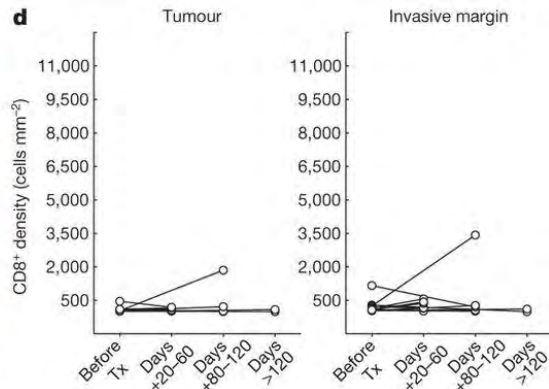 d
Tumour
Invasive margin
CD8⁺ density (cells mm⁻²)
11,000
9,500
8,000
6,500
5,000
3,500
2,000
500
Before Tx
Days +20–60
Days +80–120
Days >120
11,000
9,500
8,000
6,500
5,000
3,500
2,000
500
Before Tx
Days +20–60
Days +80–120
Days >120